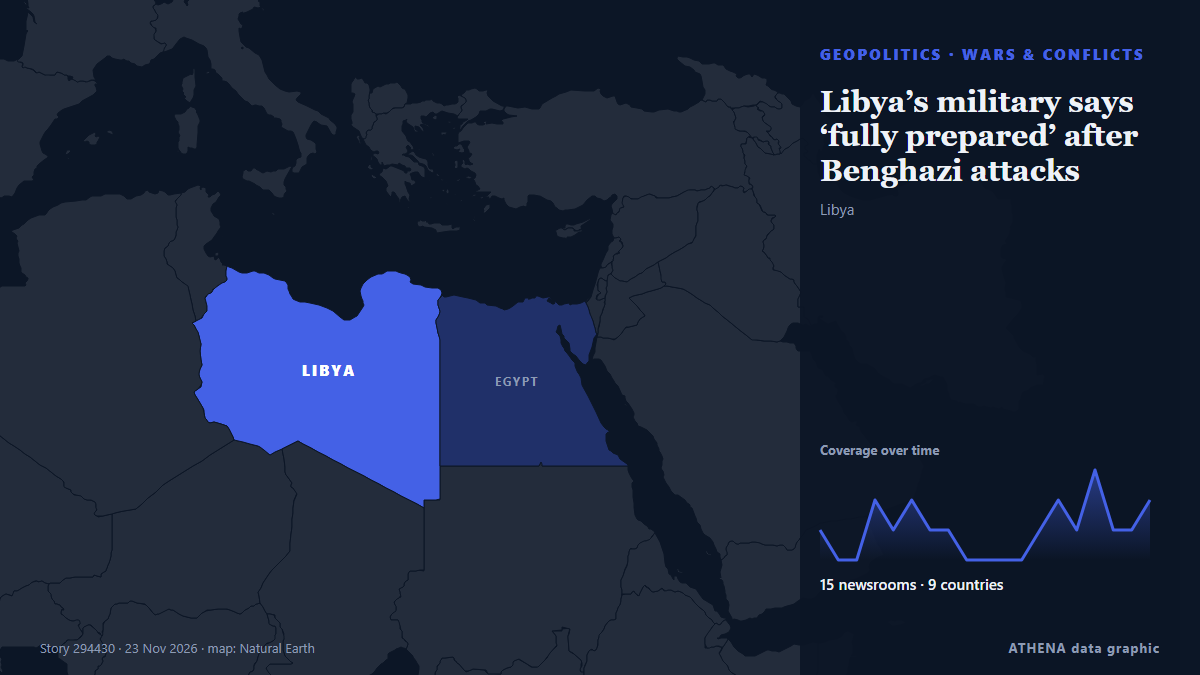 GEOPOLITICS · WARS & CONFLICTS
Libya’s military says
‘fully prepared’ after
Benghazi attacks
Libya
LIBYA
EGYPT
Coverage over time
15 newsrooms · 9 countries
Story 294430 · 23 Nov 2026 · map: Natural Earth
ATHENA data graphic